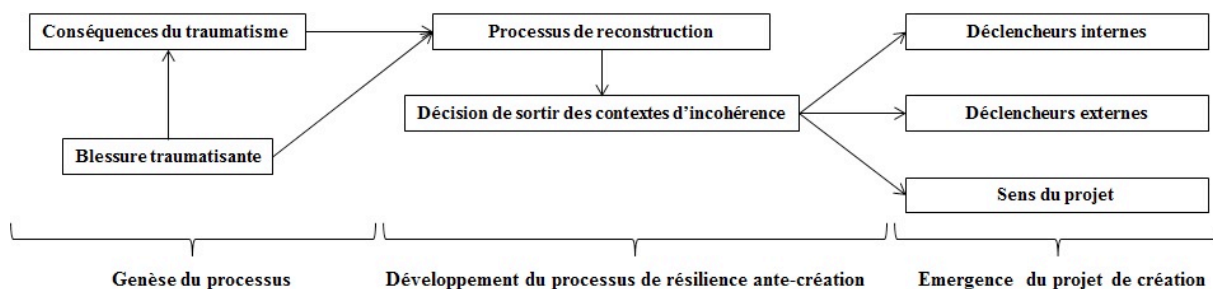 Conséquences du traumatisme
Processus de reconstruction
Déclencheurs internes
Décision de sortir des contextes d’incohérence
Déclencheurs externes
Blessure traumatisante
Sens du projet
Genèse du processus
Développement du processus de résilience ante-création
Emergence du projet de création